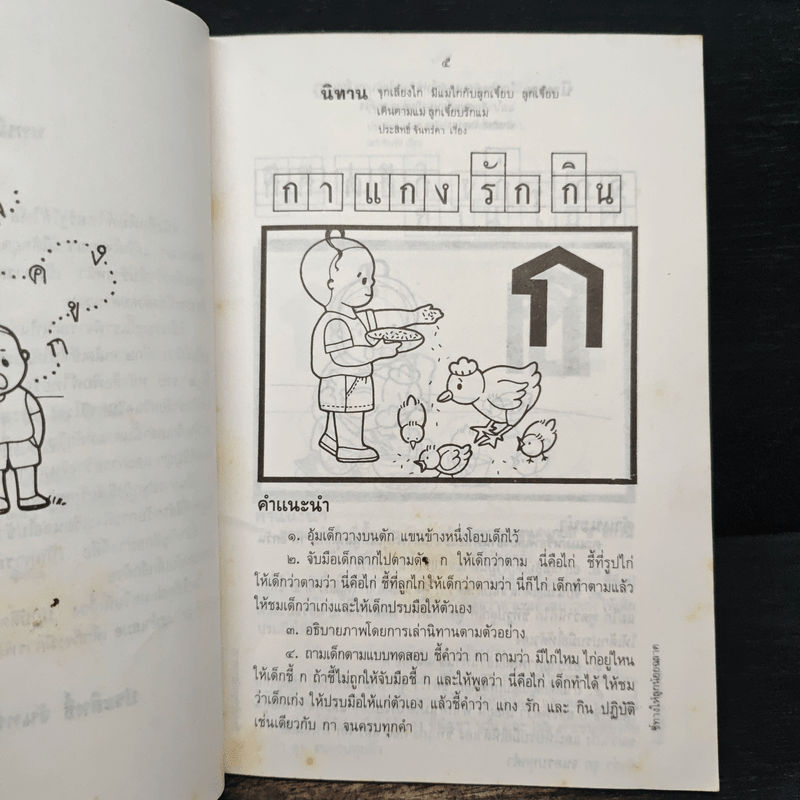 ๕
นิทาน จุกเลี้ยงไก่ มีแม่ไก่กับลูกเจี๊ยบ ลูกเจี๊ยบ
เดินตามแม่ ลูกเจี๊ยบรักแม่
ประสิทธิ์ จันทร์ดา เรื่อง
กา แกง รัก กิน
ก
ค ง
ข
ก
คำแนะนำ
๑. อุ้มเด็กวางบนตัก แขนข้างหนึ่งโอบเด็กไว้
๒. จับมือเด็กลากไปตามตัว ก ให้เด็กว่าตาม นี่คือไก่ ชี้ที่รูปไก่
ให้เด็กว่าตามว่า นี่คือไก่ ชี้ที่ลูกไก่ ให้เด็กว่าตามว่า นี่ก็ไก่ เด็กทำตามแล้ว
ให้ชมเด็กว่าเก่งและให้เด็กปรบมือให้ตัวเอง
๓. อธิบายภาพโดยการเล่านิทานตามตัวอย่าง
๔. ถามเด็กตามแบบทดสอบ ชี้คำว่า กา ถามว่า มีไก่ไหม ไก่อยู่ไหน
ให้เด็กชี้ ก ถ้าชี้ไม่ถูกให้จับมือชี้ ก และให้พูดว่า นี่คือไก่ เด็กทำได้ ให้ชม
ว่าเด็กเก่ง ให้ปรบมือให้แก่ตัวเอง แล้วชี้คำว่า แกง รัก และ กิน ปฏิบัติ
เช่นเดียวกับ กา จนครบทุกคำ
ชี้ทางให้ลูกน้อยฉลาด